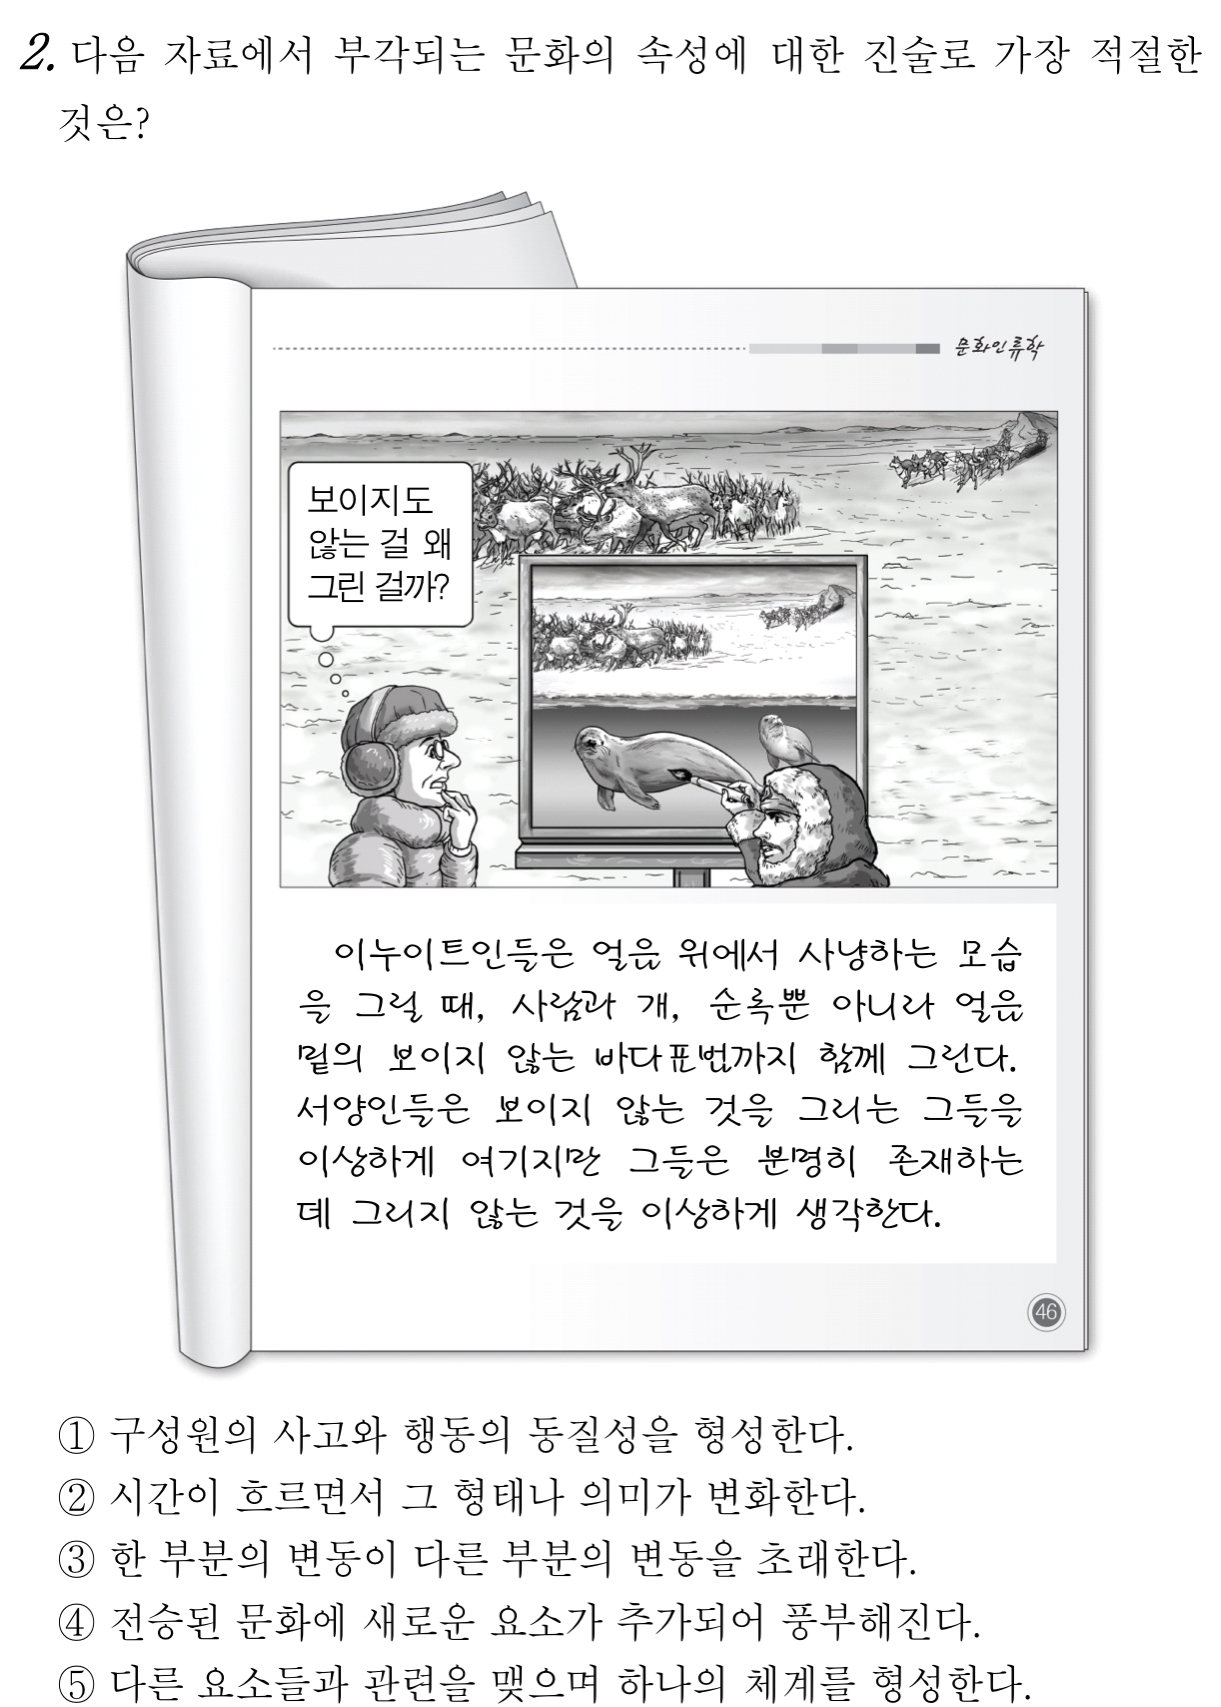 2. 다음 자료에서 부각되는 문화의 속성에 대한 진술로 가장 적절한
것은?
문화인류학
보이지도
않는 걸 왜
그린 걸까?
이누이트인들은 얼음 위에서 사냥하는 모습
을 그릴 때, 사람과 개, 순록뿐 아니라 얼음
밑의 보이지 않는 바다표범까지 함께 그린다.
서양인들은 보이지 않는 것을 그리는 그들을
이상하게 여기지만 그들은 분명히 존재하는
데 그리지 않는 것을 이상하게 생각한다.
46
① 구성원의 사고와 행동의 동질성을 형성한다.
② 시간이 흐르면서 그 형태나 의미가 변화한다.
③ 한 부분의 변동이 다른 부분의 변동을 초래한다.
④ 전승된 문화에 새로운 요소가 추가되어 풍부해진다.
⑤ 다른 요소들과 관련을 맺으며 하나의 체계를 형성한다.